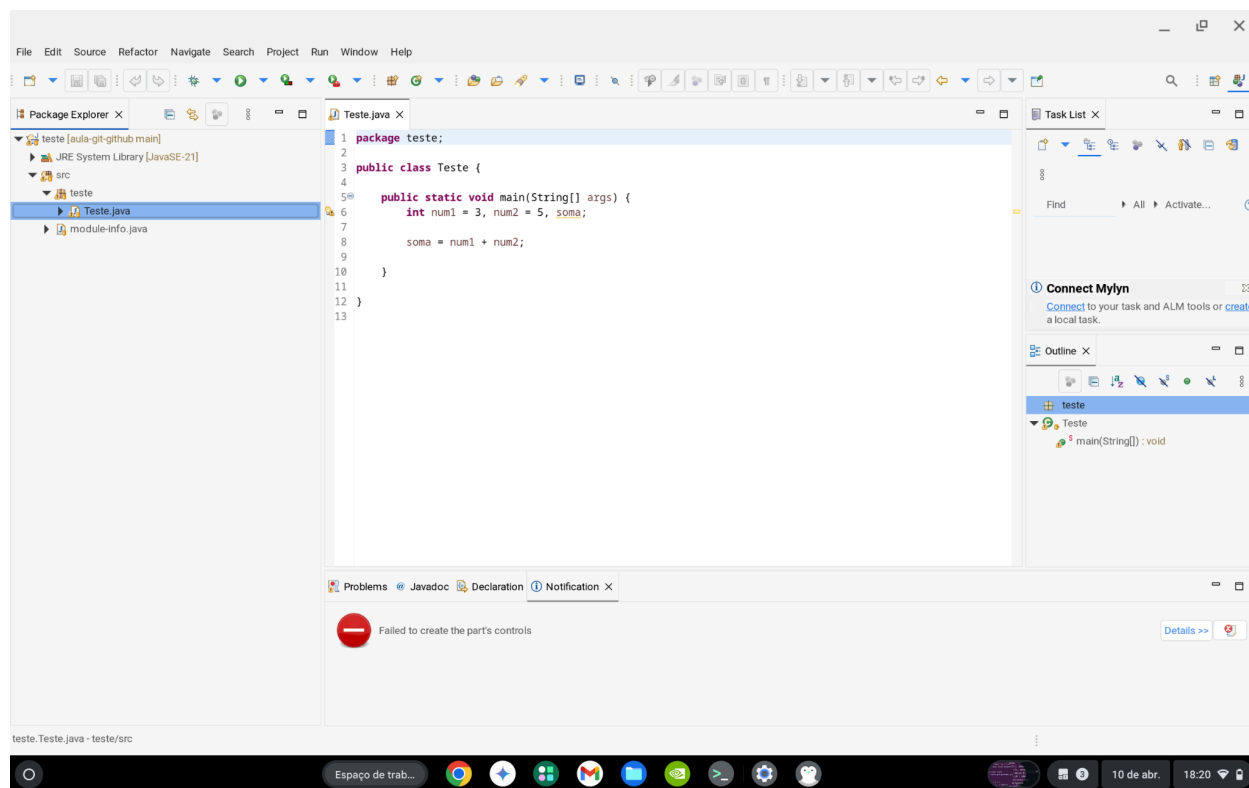 File Edit Source Refactor Navigate Search Project Run Window Help
Package Explorer
teste [aula-git-github main]
JRE System Library [JavaSE-21]
src
teste
Teste.java
module-info.java
Teste.java
1 package teste;
2
3 public class Teste {
4
5 public static void main(String[] args) {
6 int num1 = 3, num2 = 5, soma;
7
8 soma = num1 + num2;
9
10 }
11
12 }
13
Task List
Find All Activate...
Connect Mylyn
Connect to your task and ALM tools or creat
a local task.
Outline
teste
Teste
main(String[]) : void
Problems @ Javadoc Declaration Notification
Failed to create the part's controls
Details >>
teste.Teste.java - teste/src
Espaço de trab...
3
10 de abr.
18:20